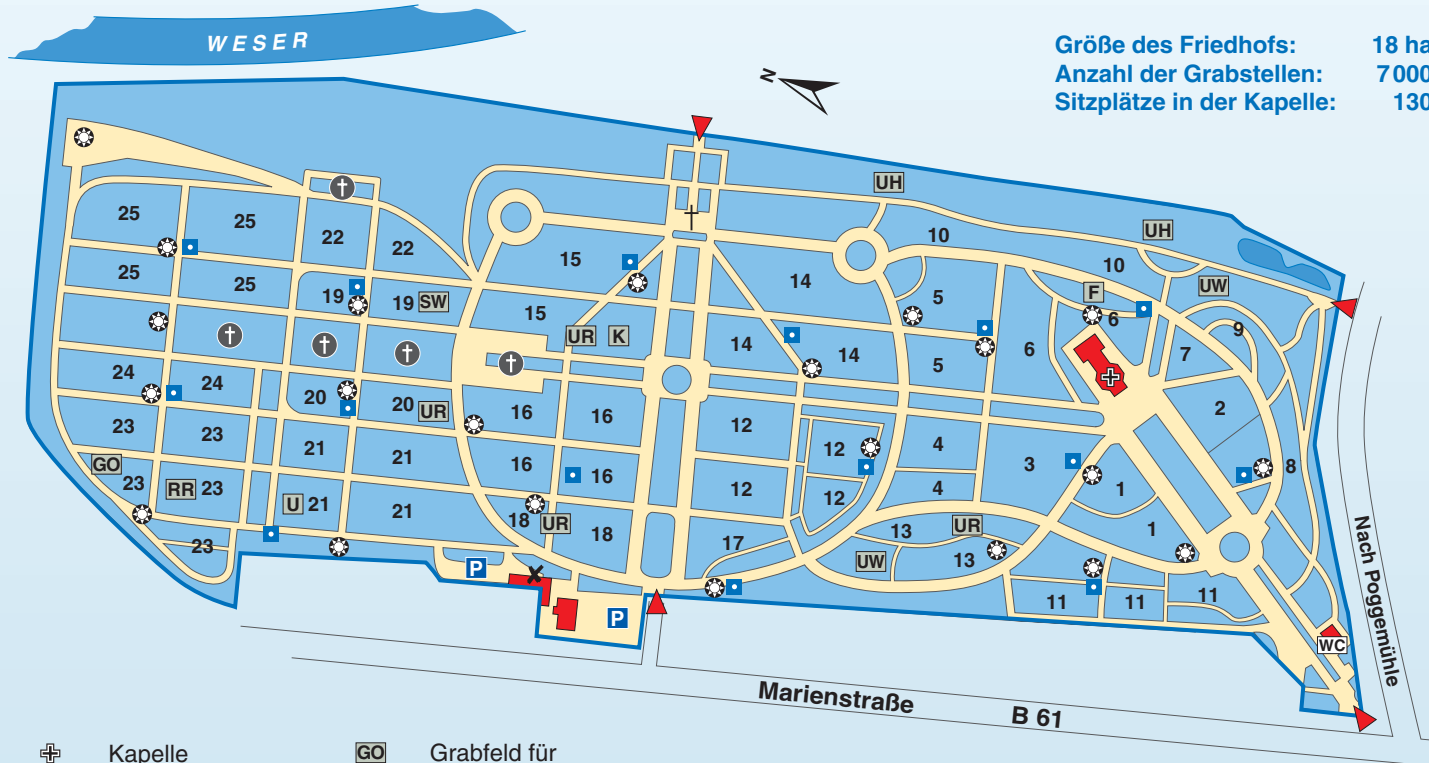 WESER
Größe des Friedhofs: 18 ha
Anzahl der Grabstellen: 7000
Sitzplätze in der Kapelle: 130
N
UH
25 25 22 22 15 10 UH
25 25 19 19 SW 15 14 5 10 UW
F 6 9
UR K 14 14 5 6 7
24 24 20 20 UR 16 16 12 12 4 3 2 8
23 23 21 21 16 16 12 12 4 1
GO 23 RR 23 U 21 21 18 UR 18 17 13 UR 1
23 UW 13
P
11 11 11
P
WC
Nach Poggemühle
Marienstraße B 61
Kapelle
GO Grabfeld für